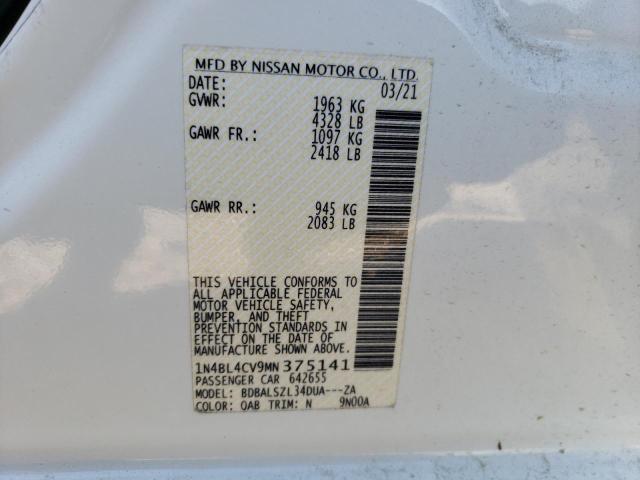 MFD BY NISSAN MOTOR CO., LTD.
DATE: 03/21
GVWR: 1963 KG
4328 LB
GAWR FR.: 1097 KG
2418 LB
GAWR RR.: 945 KG
2083 LB
THIS VEHICLE CONFORMS TO
ALL APPLICABLE FEDERAL
MOTOR VEHICLE SAFETY,
BUMPER, AND THEFT
PREVENTION STANDARDS IN
EFFECT ON THE DATE OF
MANUFACTURE SHOWN ABOVE.
1N4BL4CV9MN 375141
PASSENGER CAR 642655
MODEL: BDBALSZL34DUA---ZA
COLOR: QAB TRIM: N 9N00A